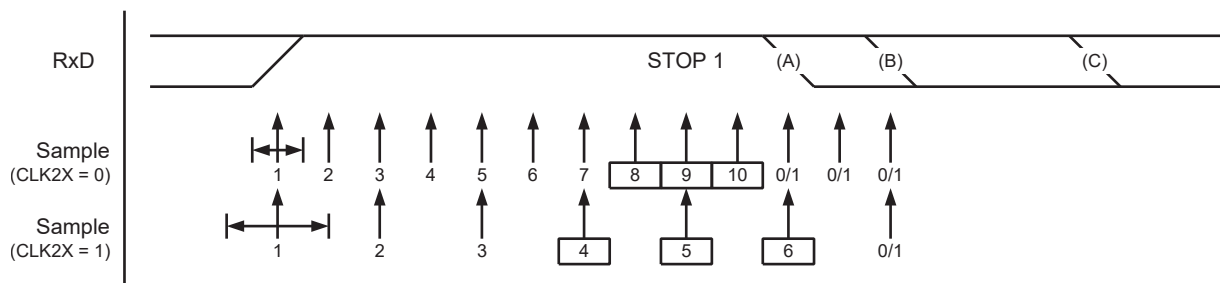 RxD STOP 1 (A) (B) (C)
Sample
(CLK2X = 0)
1 2 3 4 5 6 7 8 9 10 0/1 0/1 0/1
Sample
(CLK2X = 1)
1 2 3 4 5 6 0/1